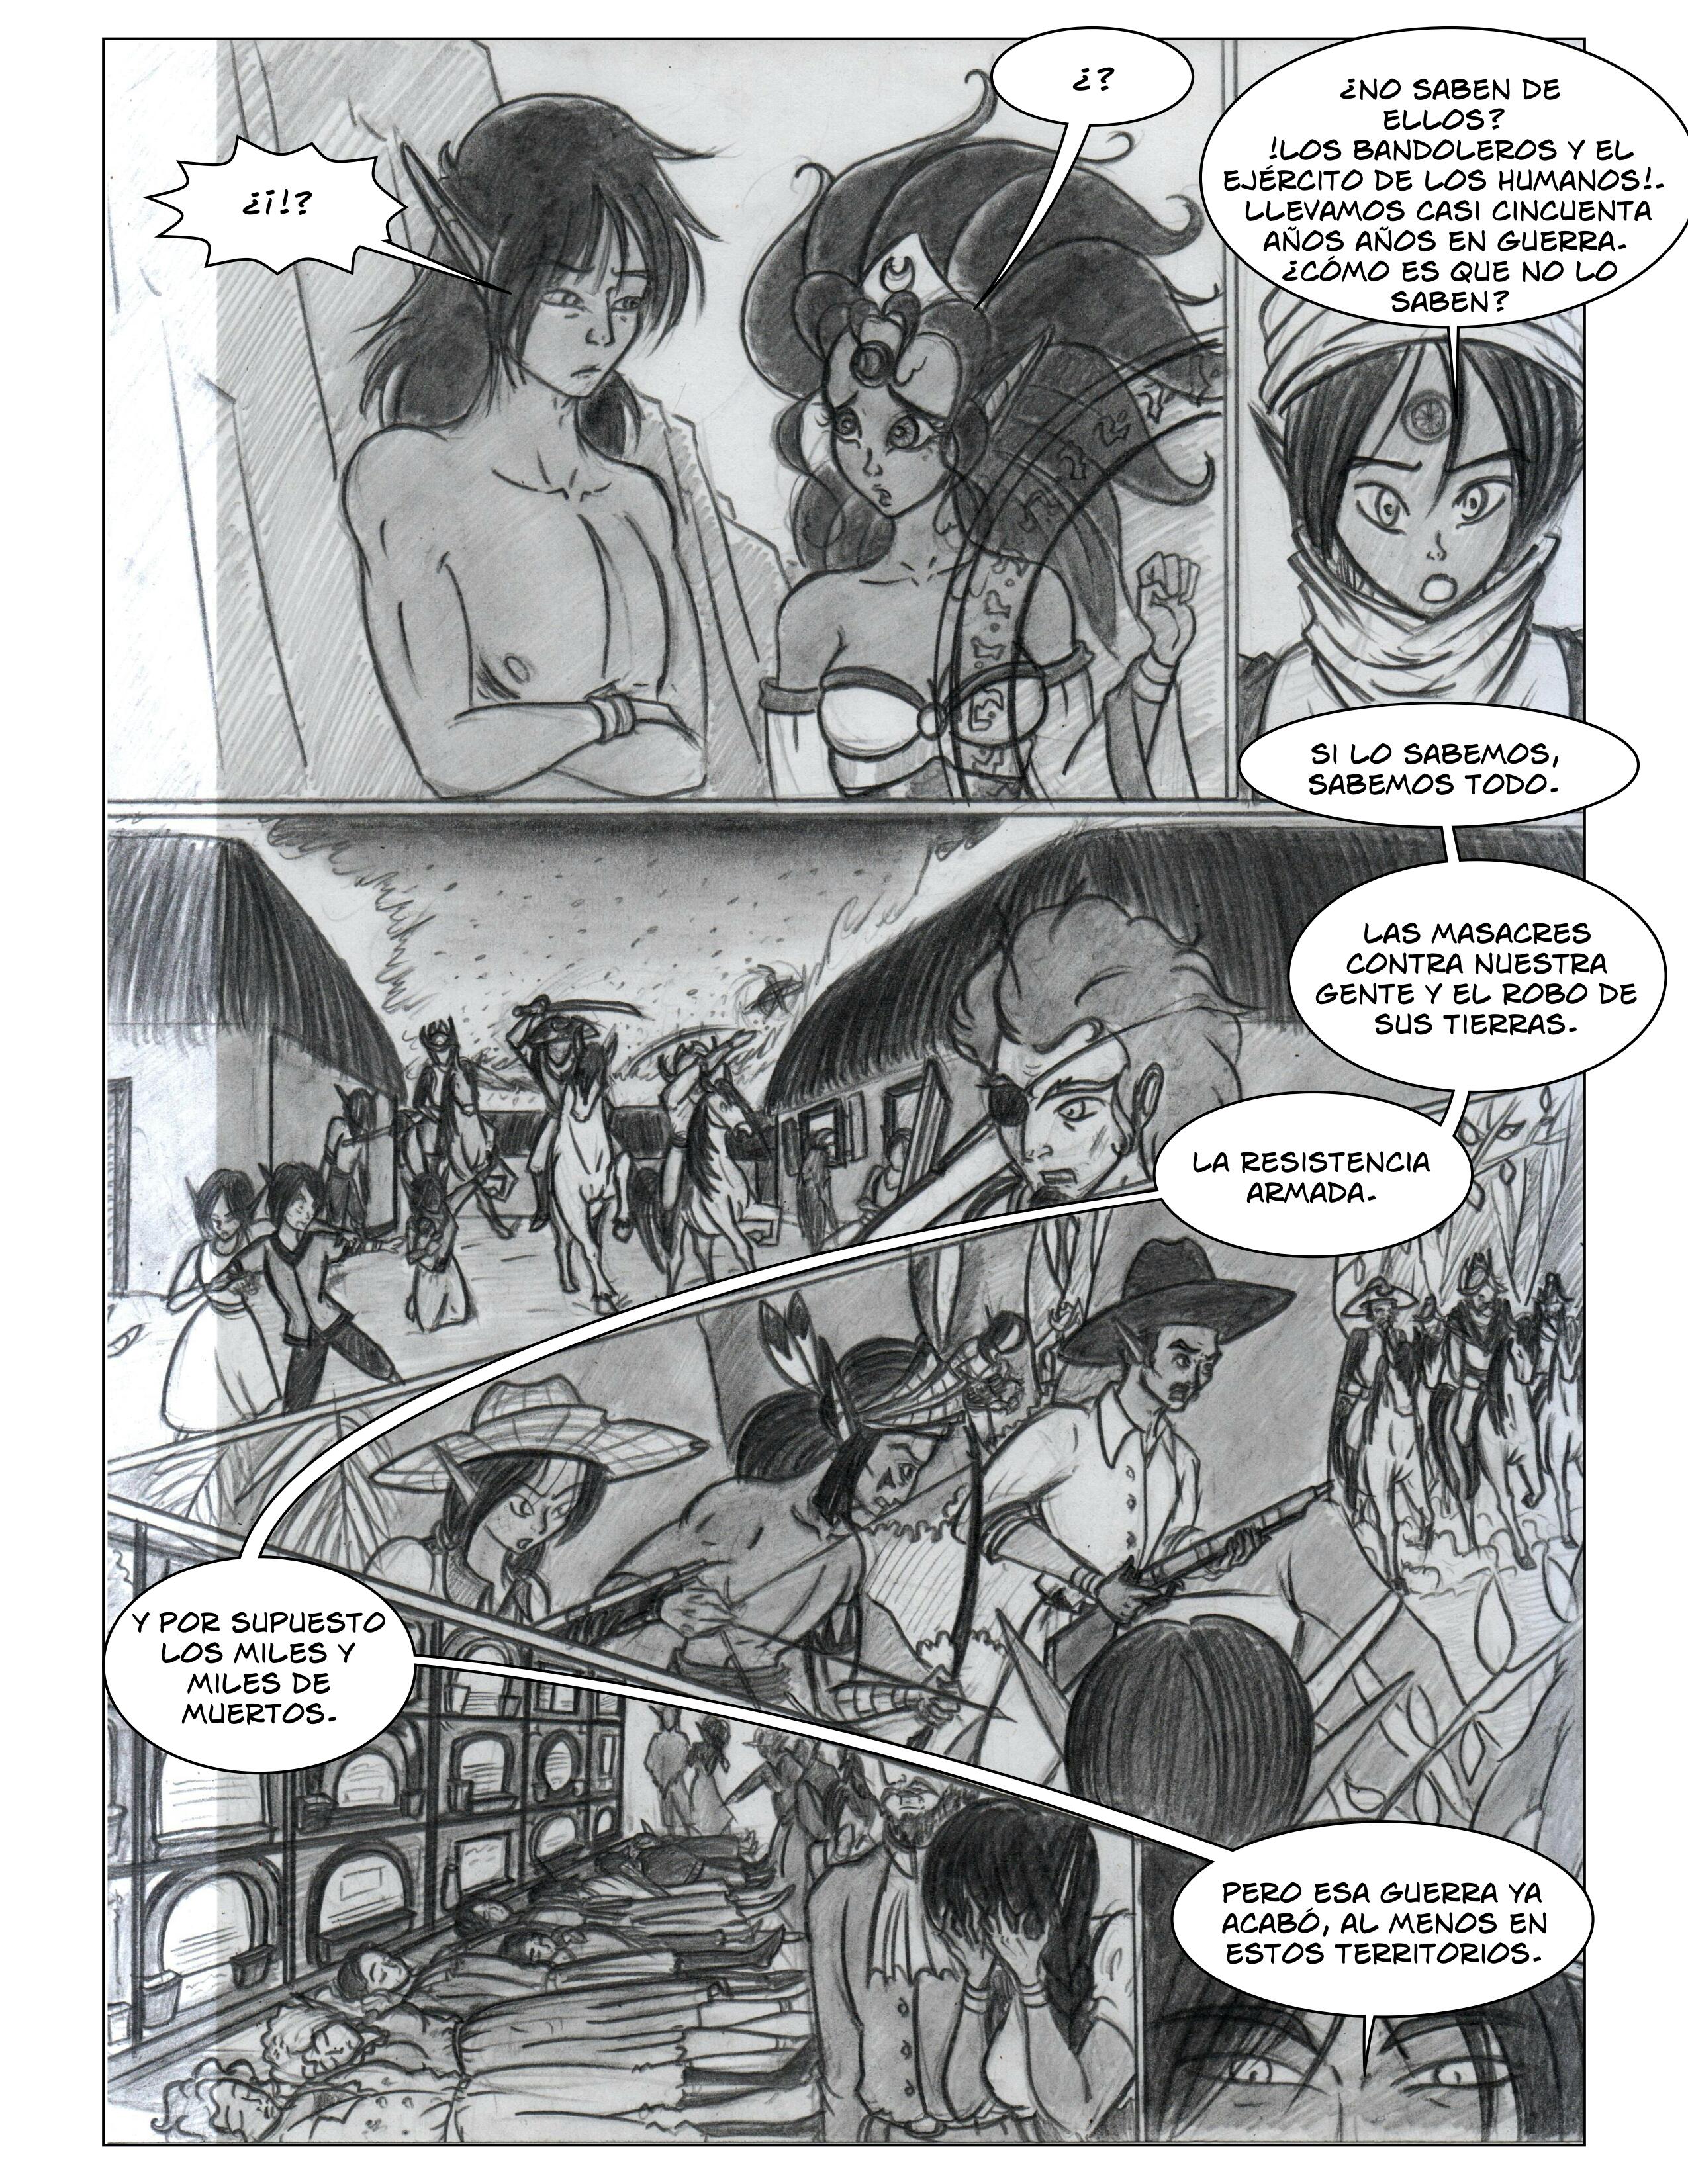 ¿¡!?
¿?
¿NO SABEN DE
ELLOS?
!LOS BANDOLEROS Y EL
EJÉRCITO DE LOS HUMANOS!.
LLEVAMOS CASI CINCUENTA
AÑOS AÑOS EN GUERRA.
¿CÓMO ES QUE NO LO
SABEN?
SI LO SABEMOS,
SABEMOS TODO.
LAS MASACRES
CONTRA NUESTRA
GENTE Y EL ROBO DE
SUS TIERRAS.
LA RESISTENCIA
ARMADA.
Y POR SUPUESTO
LOS MILES Y
MILES DE
MUERTOS.
PERO ESA GUERRA YA
ACABÓ, AL MENOS EN
ESTOS TERRITORIOS.